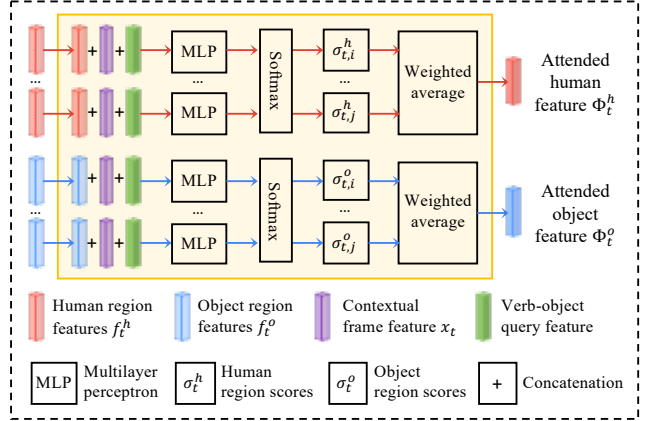 + + MLP Softmax σ^h_{t,i} Weighted average Attended human feature Φ^h_t
... ... ...
+ + MLP σ^h_{t,j}
+ + MLP Softmax σ^o_{t,i} Weighted average Attended object feature Φ^o_t
... ... ...
+ + MLP σ^o_{t,j}
Human region features f^h_t
Object region features f^o_t
Contextual frame feature x_t
Verb-object query feature
MLP Multilayer perceptron
σ^h_t Human region scores
σ^o_t Object region scores
+ Concatenation